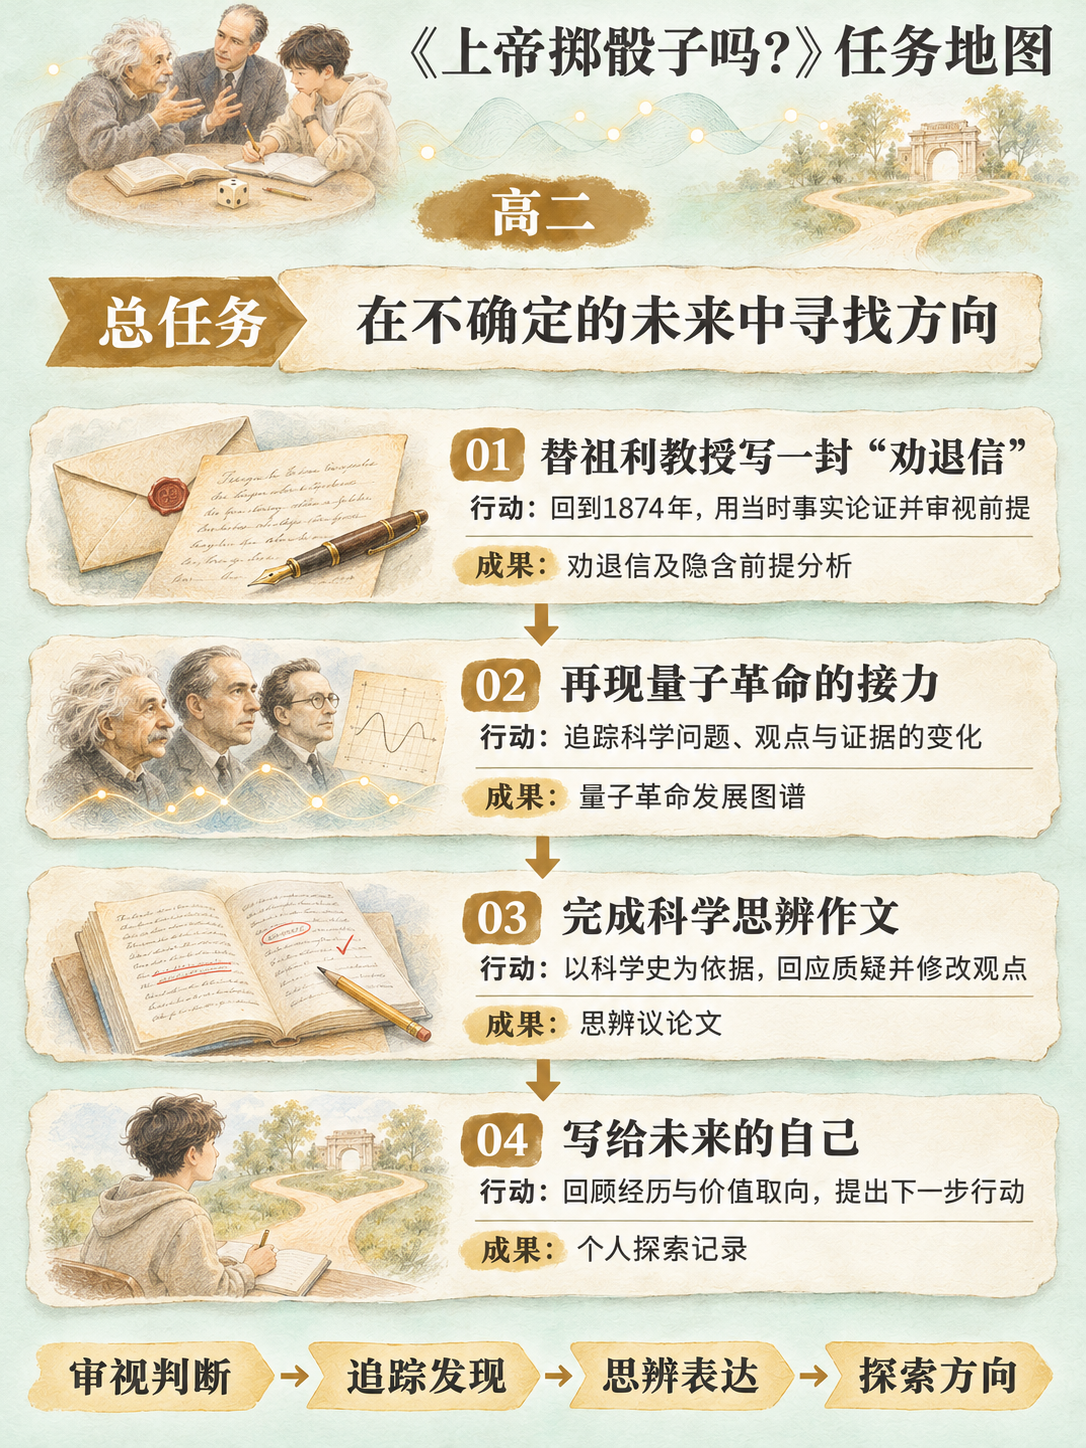 《上帝掷骰子吗?》任务地图
高二
总任务
在不确定的未来中寻找方向
01 替祖利教授写一封“劝退信”
行动：回到1874年，用当时事实论证并审视前提
成果：劝退信及隐含前提分析
02 再现量子革命的接力
行动：追踪科学问题、观点与证据的变化
成果：量子革命发展图谱
03 完成科学思辨作文
行动：以科学史为依据，回应质疑并修改观点
成果：思辨议论文
04 写给未来的自己
行动：回顾经历与价值取向，提出下一步行动
成果：个人探索记录
审视判断 → 追踪发现 → 思辨表达 → 探索方向